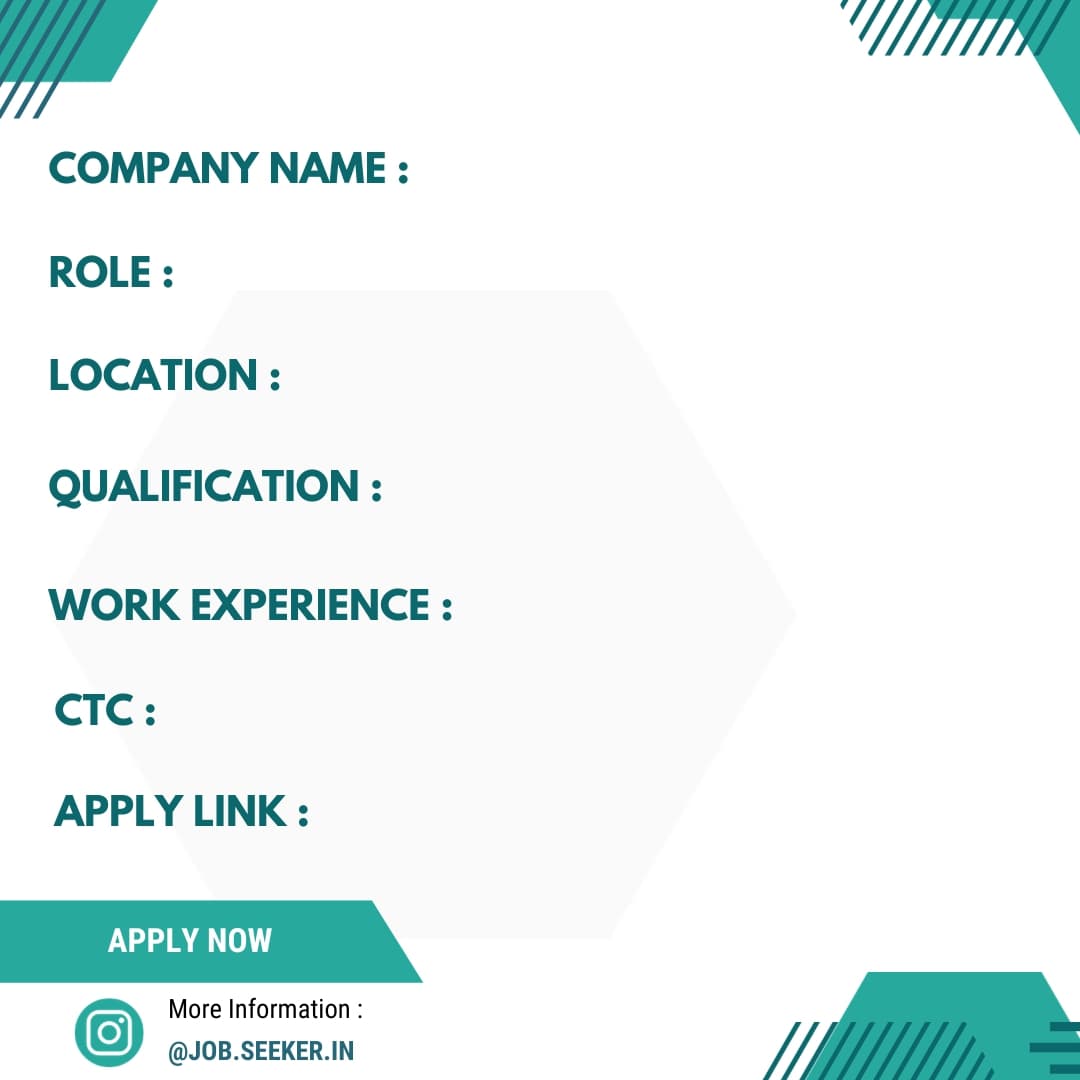 COMPANY NAME :
ROLE :
LOCATION :
QUALIFICATION :
WORK EXPERIENCE :
CTC :
APPLY LINK :
APPLY NOW
More Information :
@JOB.SEEKER.IN